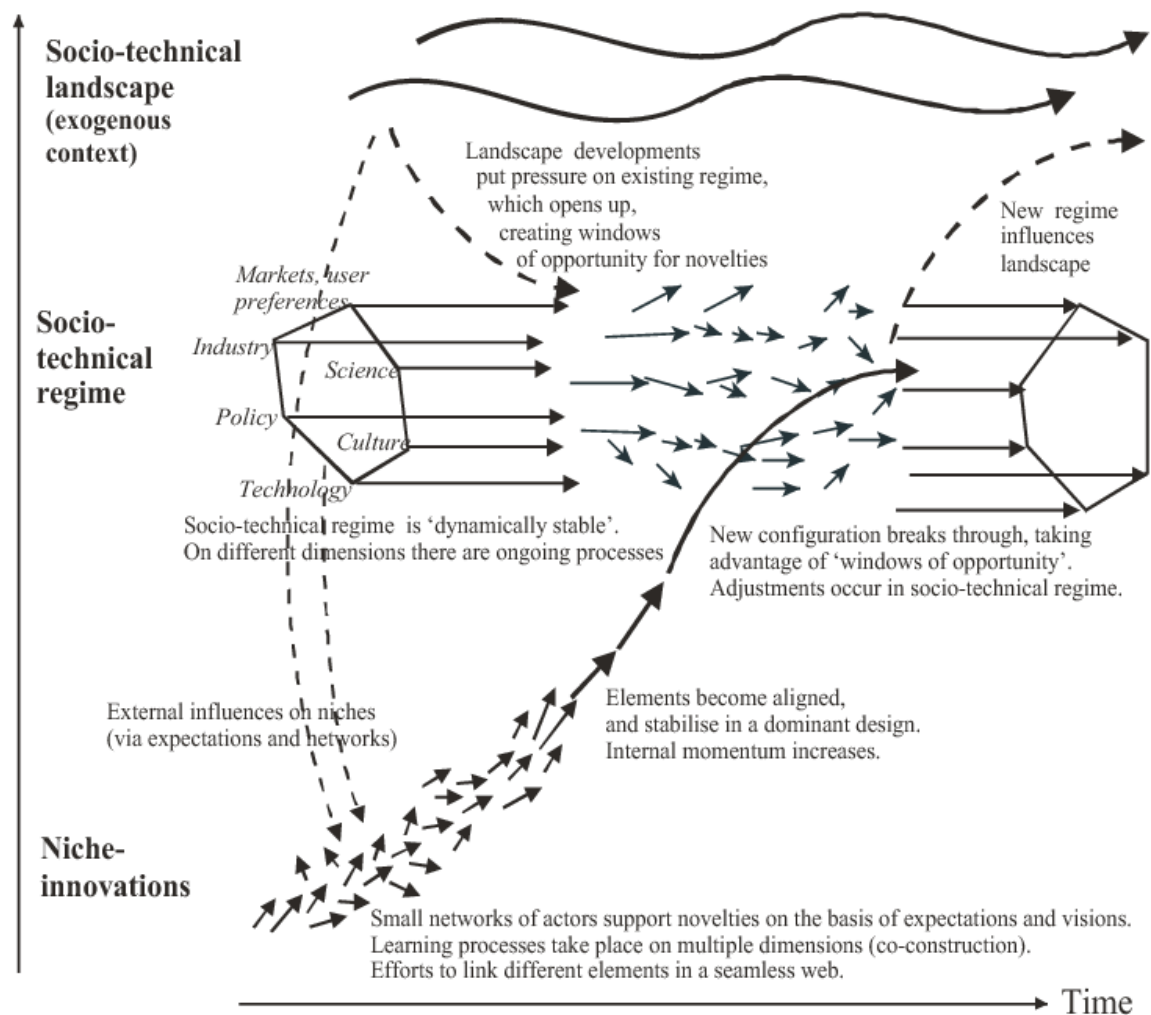 Socio-technical
landscape
(exogenous
context)
Landscape developments
put pressure on existing regime,
which opens up,
creating windows
of opportunity for novelties
New regime
influences
landscape
Markets, user
preferences
Socio-
technical
regime
Industry
Science
Policy
Culture
Technology
Socio-technical regime is ‘dynamically stable’.
On different dimensions there are ongoing processes
New configuration breaks through, taking
advantage of ‘windows of opportunity’.
Adjustments occur in socio-technical regime.
External influences on niches
(via expectations and networks)
Elements become aligned,
and stabilise in a dominant design.
Internal momentum increases.
Niche-
innovations
Small networks of actors support novelties on the basis of expectations and visions.
Learning processes take place on multiple dimensions (co-construction).
Efforts to link different elements in a seamless web.
Time